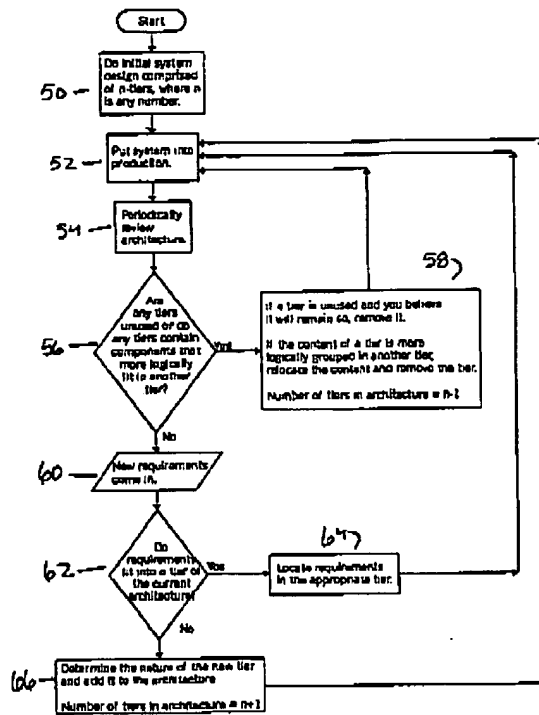 Start
50
Do initial system
design comprised
of n-tiers, where n
is any number.
52
Put system into
production.
54
Periodically
review
architecture.
56
Are
any tiers
unused or do
any tiers contain
components that
more logically
fit in another
tier?
Yes
58
If a tier is unused and you believe
it will remain so, remove it.
If the content of a tier is more
logically grouped in another tier,
relocate the content and remove the tier.
Number of tiers in architecture = n-1
No
60
New requirements
come in.
62
Do
requirements
fit into a tier of
the current
architecture?
Yes
64
Locate requirements
in the appropriate tier.
No
66
Determine the nature of the new tier
and add it to the architecture
Number of tiers in architecture = n+1